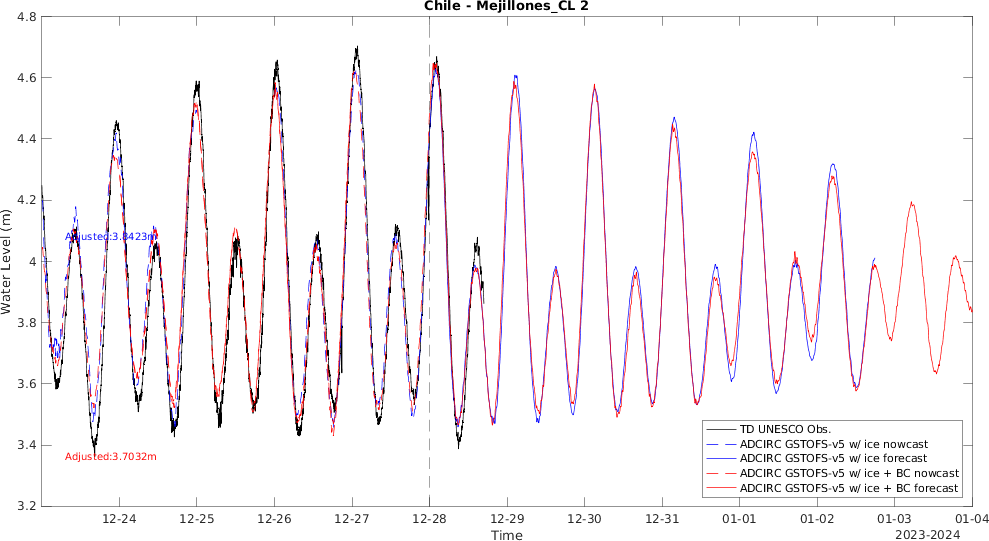 Chile - Mejillones_CL 2
4.8
4.6
4.4
4.2
4
3.8
3.6
3.4
3.2
Water Level (m)
Adjusted:3.8423m
Adjusted:3.7032m
TD UNESCO Obs.
ADCIRC GSTOFS-v5 w/ ice nowcast
ADCIRC GSTOFS-v5 w/ ice forecast
ADCIRC GSTOFS-v5 w/ ice + BC nowcast
ADCIRC GSTOFS-v5 w/ ice + BC forecast
12-24 12-25 12-26 12-27 12-28 12-29 12-30 12-31 01-01 01-02 01-03 01-04
Time
2023-2024